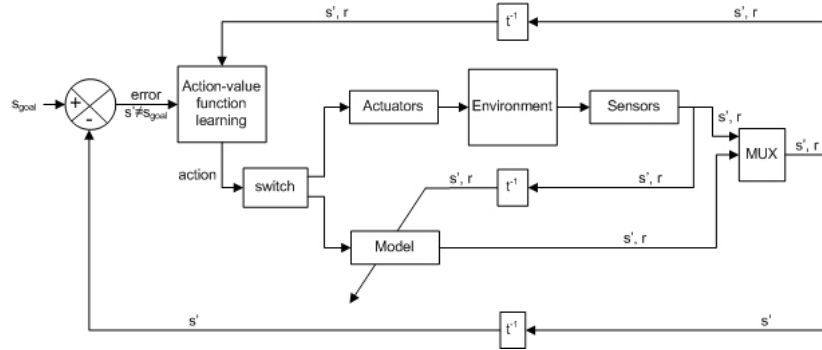 s', r
t⁻¹
s', r
s_goal
+
-
error
s'≠s_goal
Action-value
function
learning
Actuators
Environment
Sensors
s', r
MUX
s', r
action
switch
s', r
t⁻¹
s', r
Model
s', r
s'
t⁻¹
s'